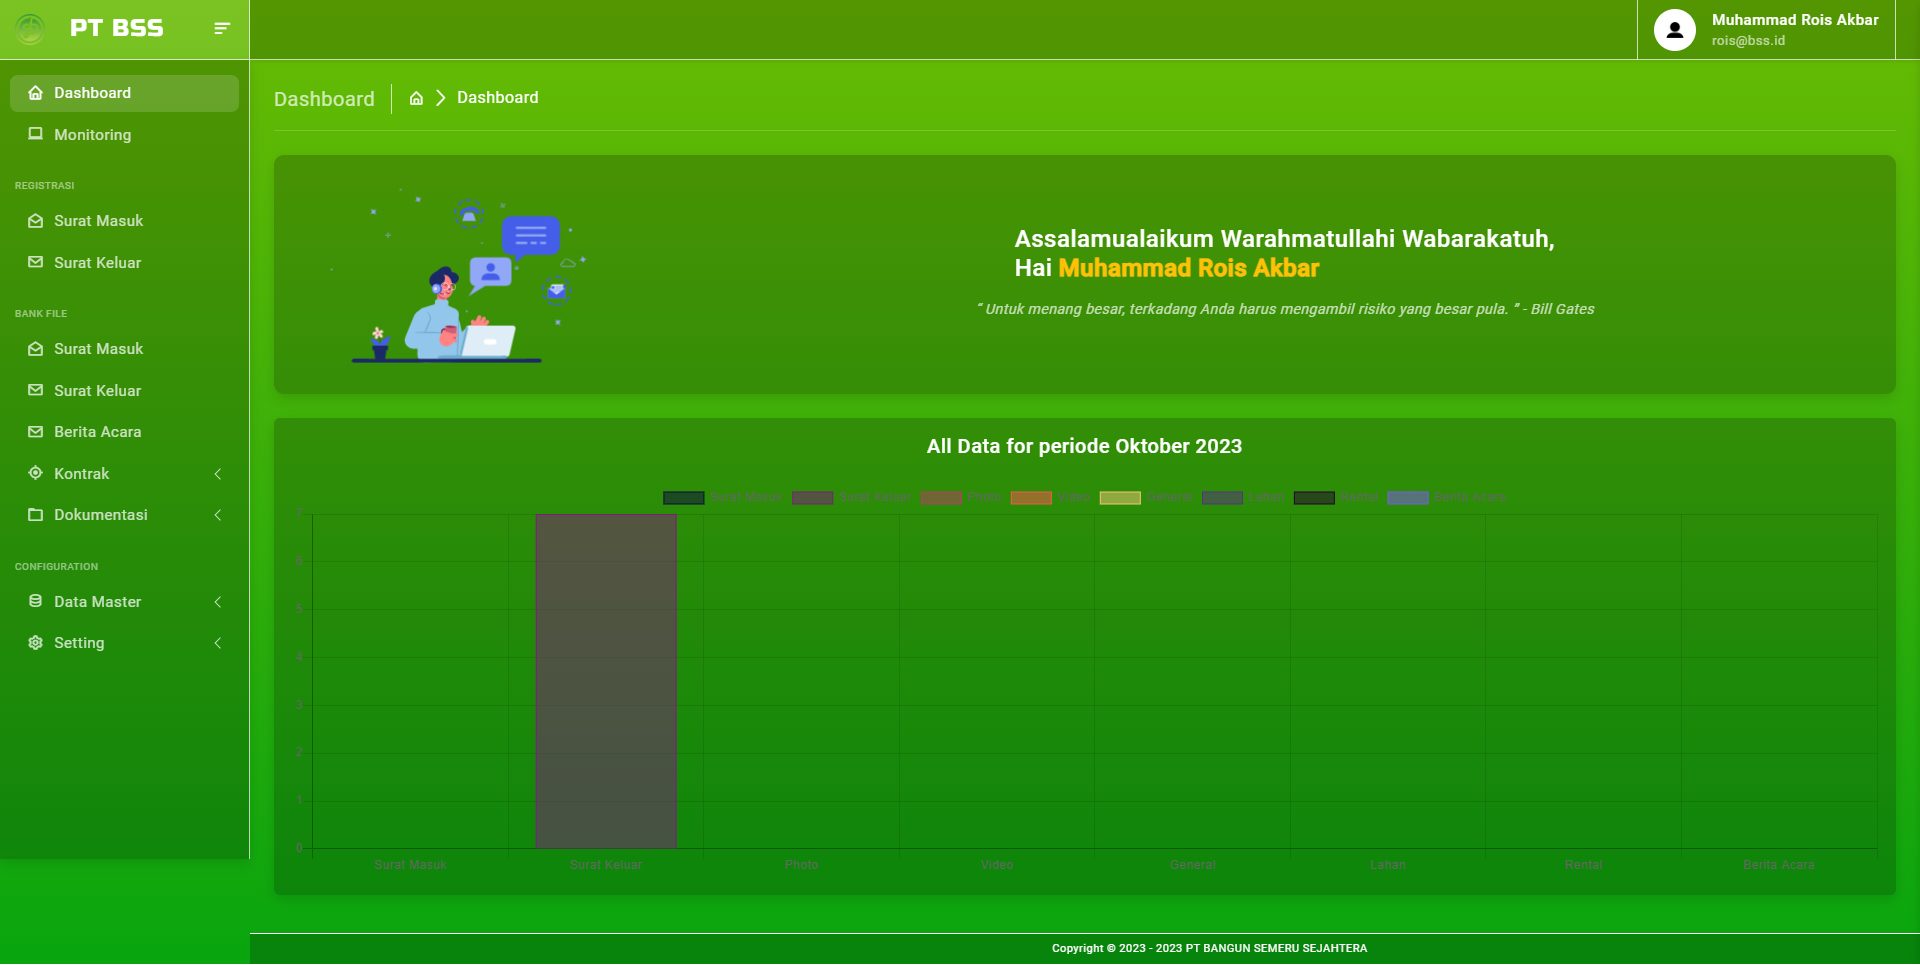 PT BSS
Muhammad Rois Akbar
rois@bss.id
Dashboard
Monitoring
REGISTRASI
Surat Masuk
Surat Keluar
BANK FILE
Surat Masuk
Surat Keluar
Berita Acara
Kontrak
Dokumentasi
CONFIGURATION
Data Master
Setting
Dashboard
Dashboard
Assalamualaikum Warahmatullahi Wabarakatuh,
Hai Muhammad Rois Akbar
“ Untuk menang besar, terkadang Anda harus mengambil risiko yang besar pula. ” - Bill Gates
All Data for periode Oktober 2023
Surat Masuk Surat Keluar Photo Video General Lahan Rental Berita Acara
7
6
5
4
3
2
1
0
Surat Masuk Surat Keluar Photo Video General Lahan Rental Berita Acara
Copyright © 2023 - 2023 PT BANGUN SEMERU SEJAHTERA